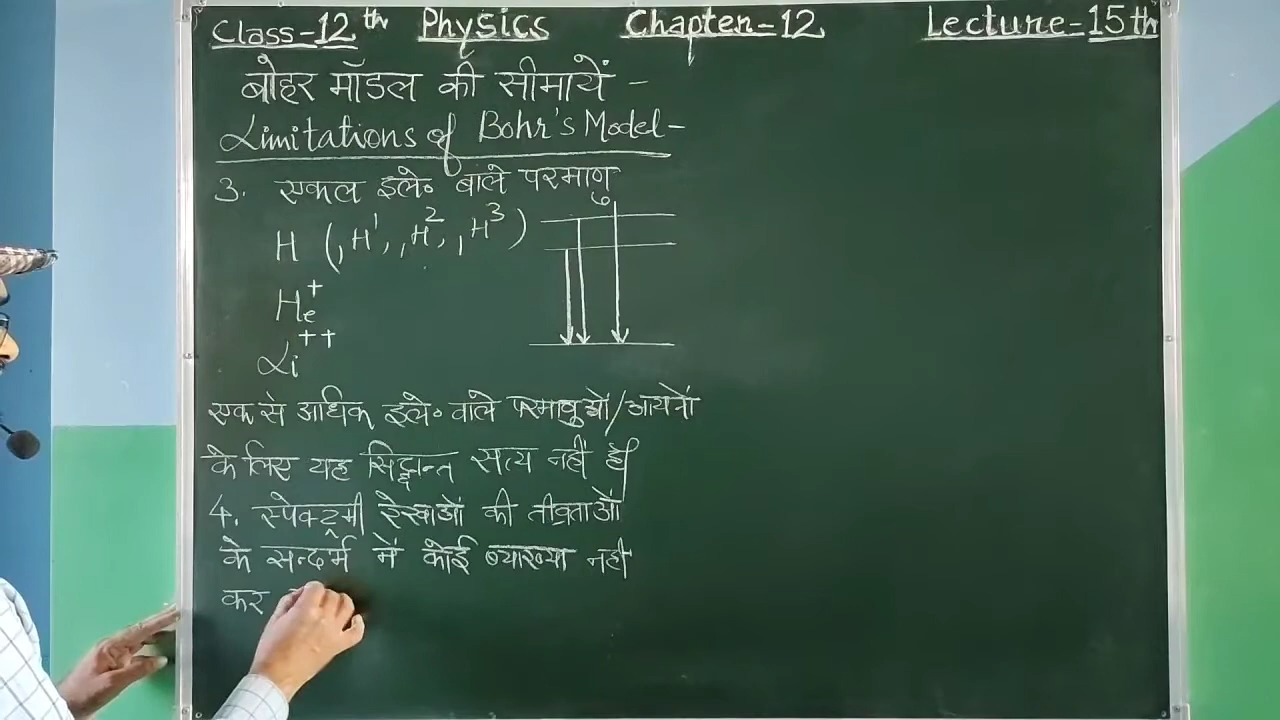 Class-12th Physics Chapter-12 Lecture-15th
बोहर मॉडल की सीमायें -
Limitations of Bohr's Model-
3. एकल इले॰ वाले परमाणु
H (₁H¹, ₁H², ₁H³)
He⁺
Li⁺⁺
एक से अधिक इले॰ वाले परमाणुओं/आयनों
के लिए यह सिद्धान्त सत्य नहीं है।
4. स्पेक्ट्रमी रेखाओं की तीव्रताओं
के सन्दर्भ में कोई व्याख्या नहीं
कर